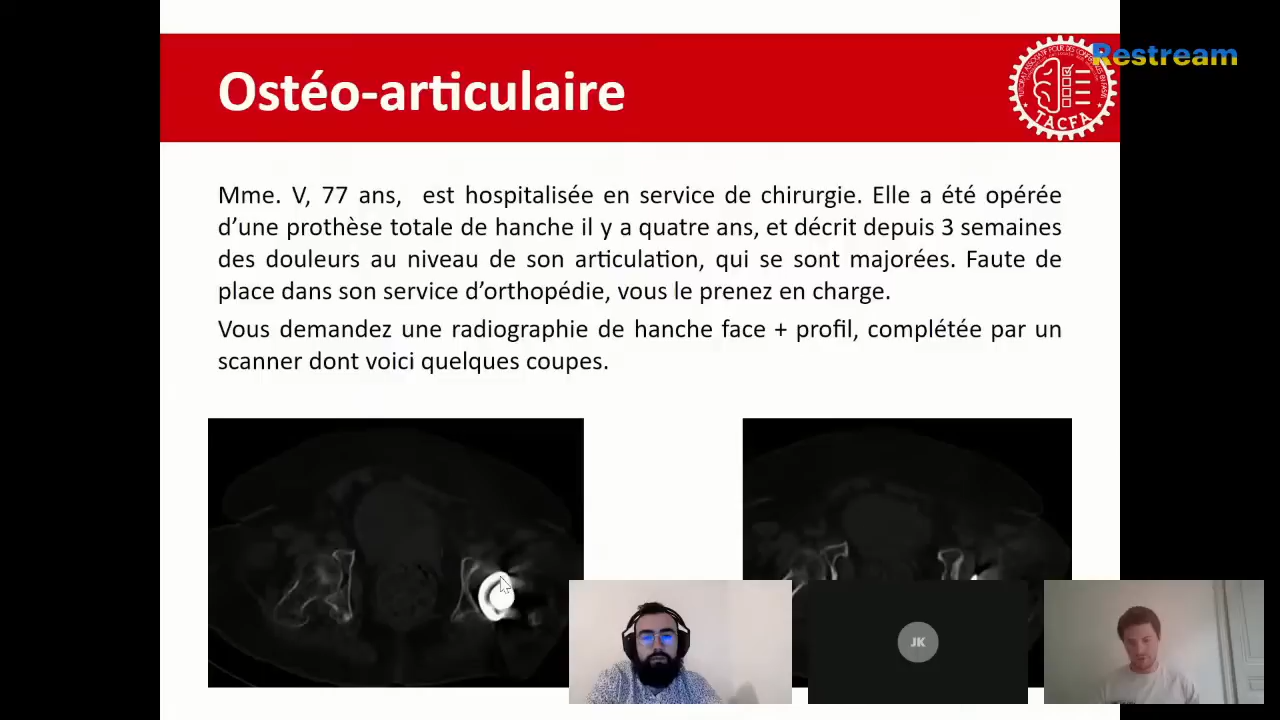 Ostéo-articulaire
Restream
TACFA
Mme. V, 77 ans, est hospitalisée en service de chirurgie. Elle a été opérée
d'une prothèse totale de hanche il y a quatre ans, et décrit depuis 3 semaines
des douleurs au niveau de son articulation, qui se sont majorées. Faute de
place dans son service d'orthopédie, vous le prenez en charge.
Vous demandez une radiographie de hanche face + profil, complétée par un
scanner dont voici quelques coupes.
JK